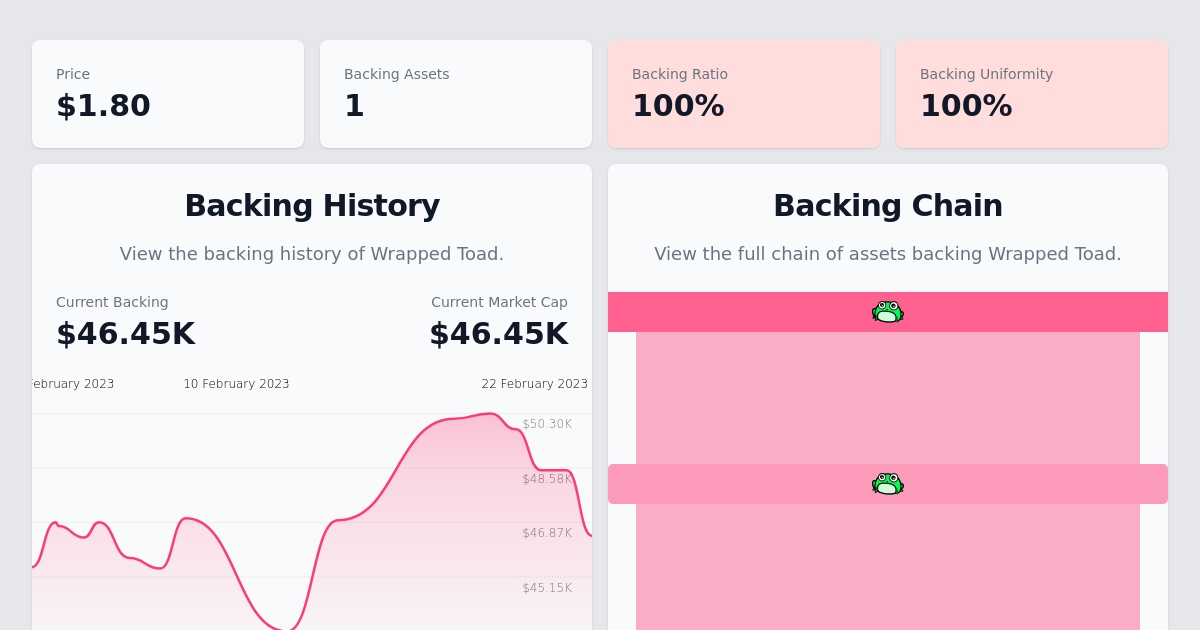 Price
$1.80
Backing Assets
1
Backing Ratio
100%
Backing Uniformity
100%
Backing History
View the backing history of Wrapped Toad.
Current Backing
$46.45K
Current Market Cap
$46.45K
February 2023
10 February 2023
22 February 2023
$50.30K
$48.58K
$46.87K
$45.15K
Backing Chain
View the full chain of assets backing Wrapped Toad.